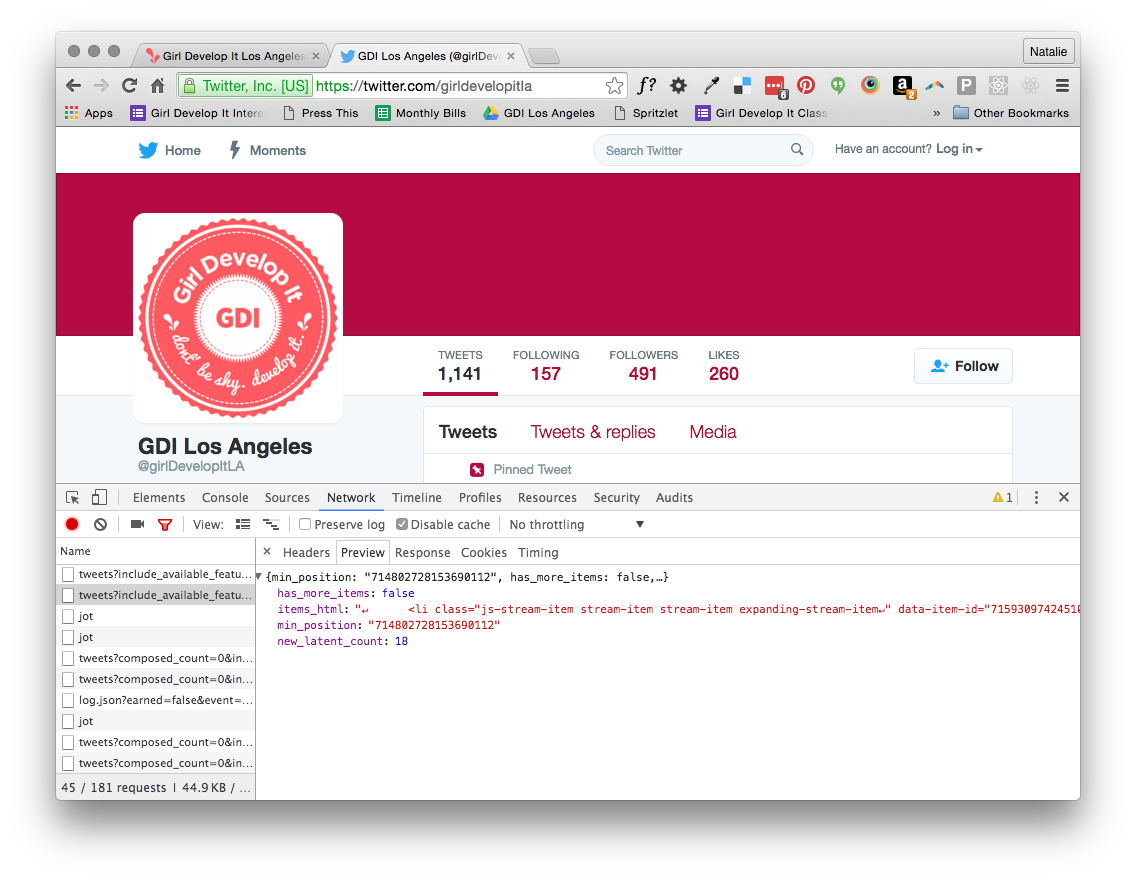 Girl Develop It Los Angeles
GDI Los Angeles (@girlDeve
Natalie
Twitter, Inc. [US] https://twitter.com/girldevelopitla
f?
6
a
2
P
Apps
Girl Develop It Intere
Press This
Monthly Bills
GDI Los Angeles
Spritzlet
Girl Develop It Class
»
Other Bookmarks
Home
Moments
Search Twitter
Have an account? Log in
Girl Develop It
GDI
dont' be shy. develop it.
TWEETS
1,141
FOLLOWING
157
FOLLOWERS
491
LIKES
260
Follow
GDI Los Angeles
@girlDevelopItLA
Tweets
Tweets & replies
Media
Pinned Tweet
Elements Console Sources Network Timeline Profiles Resources Security Audits
1
View:
Preserve log
Disable cache
No throttling
Name
× Headers Preview Response Cookies Timing
tweets?include_available_featu...
tweets?include_available_featu...
jot
jot
tweets?composed_count=0&in...
tweets?composed_count=0&in...
log.json?earned=false&event=...
jot
tweets?composed_count=0&in...
tweets?composed_count=0&in...
45 / 181 requests | 44.9 KB / ...
{min_position: "714802728153690112", has_more_items: false,…}
has_more_items: false
items_html: "↵ <li class="js-stream-item stream-item stream-item expanding-stream-item↵" data-item-id="71593097424510
min_position: "714802728153690112"
new_latent_count: 18